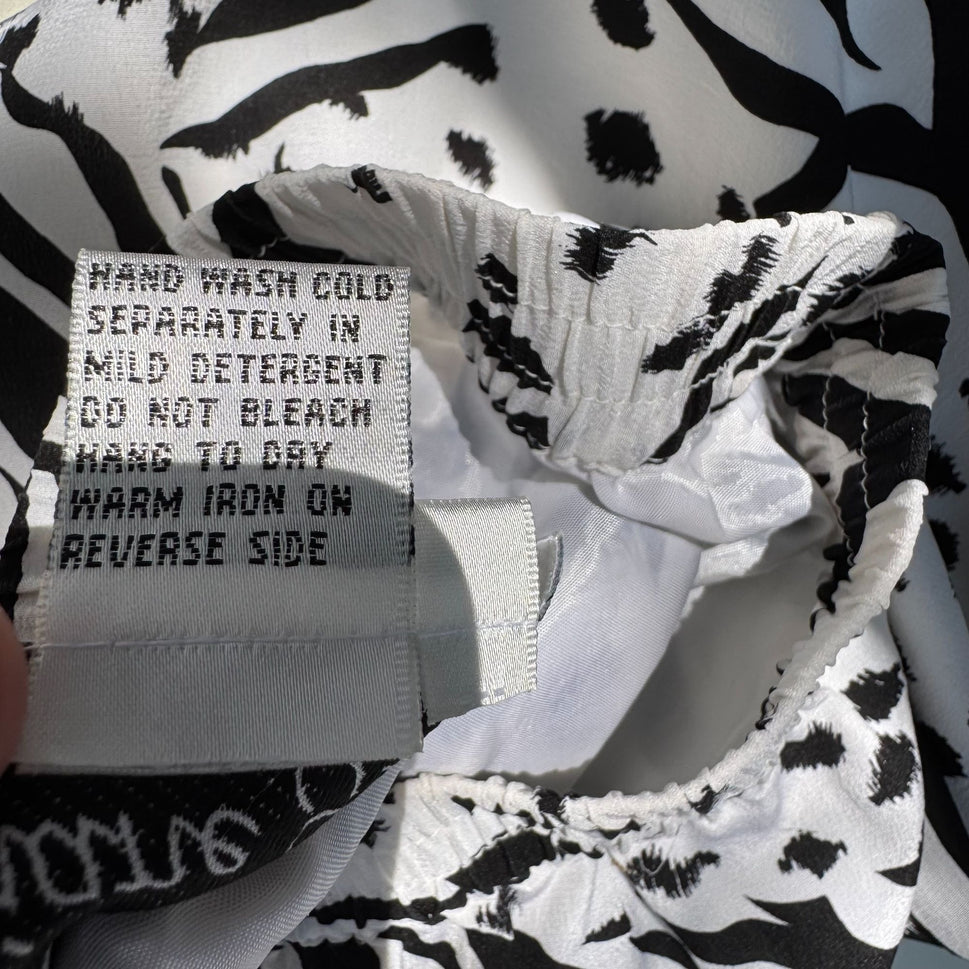 HAND WASH COLD
SEPARATELY IN
MILD DETERGENT
DO NOT BLEACH
HANG TO DRY
WARM IRON ON
REVERSE SIDE